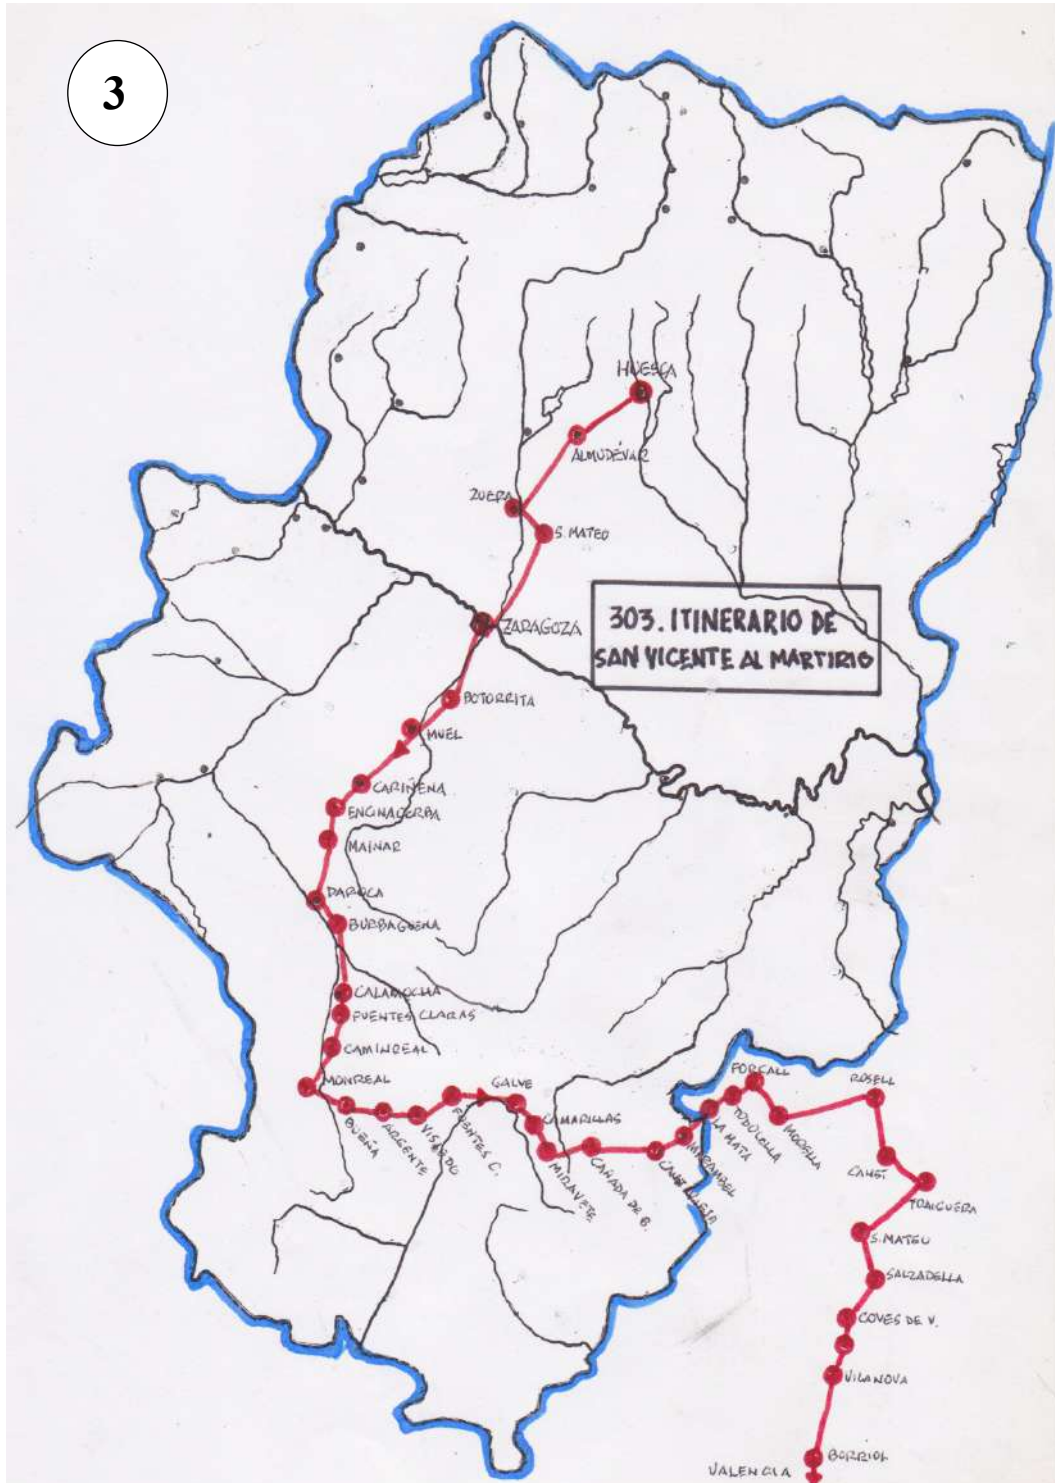 3
HUESCA
ALMUDÉVAR
ZUERA
S. MATEO
303. ITINERARIO DE
SAN VICENTE AL MARTIRIO
ZARAGOZA
BOTORRITA
MUEL
CARIÑENA
ENCINACORBA
MAINAR
DAROCA
BURBAGUENA
CALAMOCHA
FUENTES CLARAS
CAMINREAL
MONREAL
BUEÑA
ARGENTE
VISIEDO
FUENTES C.
GALVE
CAMARILLAS
MIRAVETE
CAÑADA DE B.
MIRAMBEL
LA MATA
TODOLELLA
FORCALL
MORELLA
ROSELL
CANET
TRAIGUERA
S. MATEU
SALZADELLA
COVES DE V.
VILANOVA
BORRIOL
VALENCIA